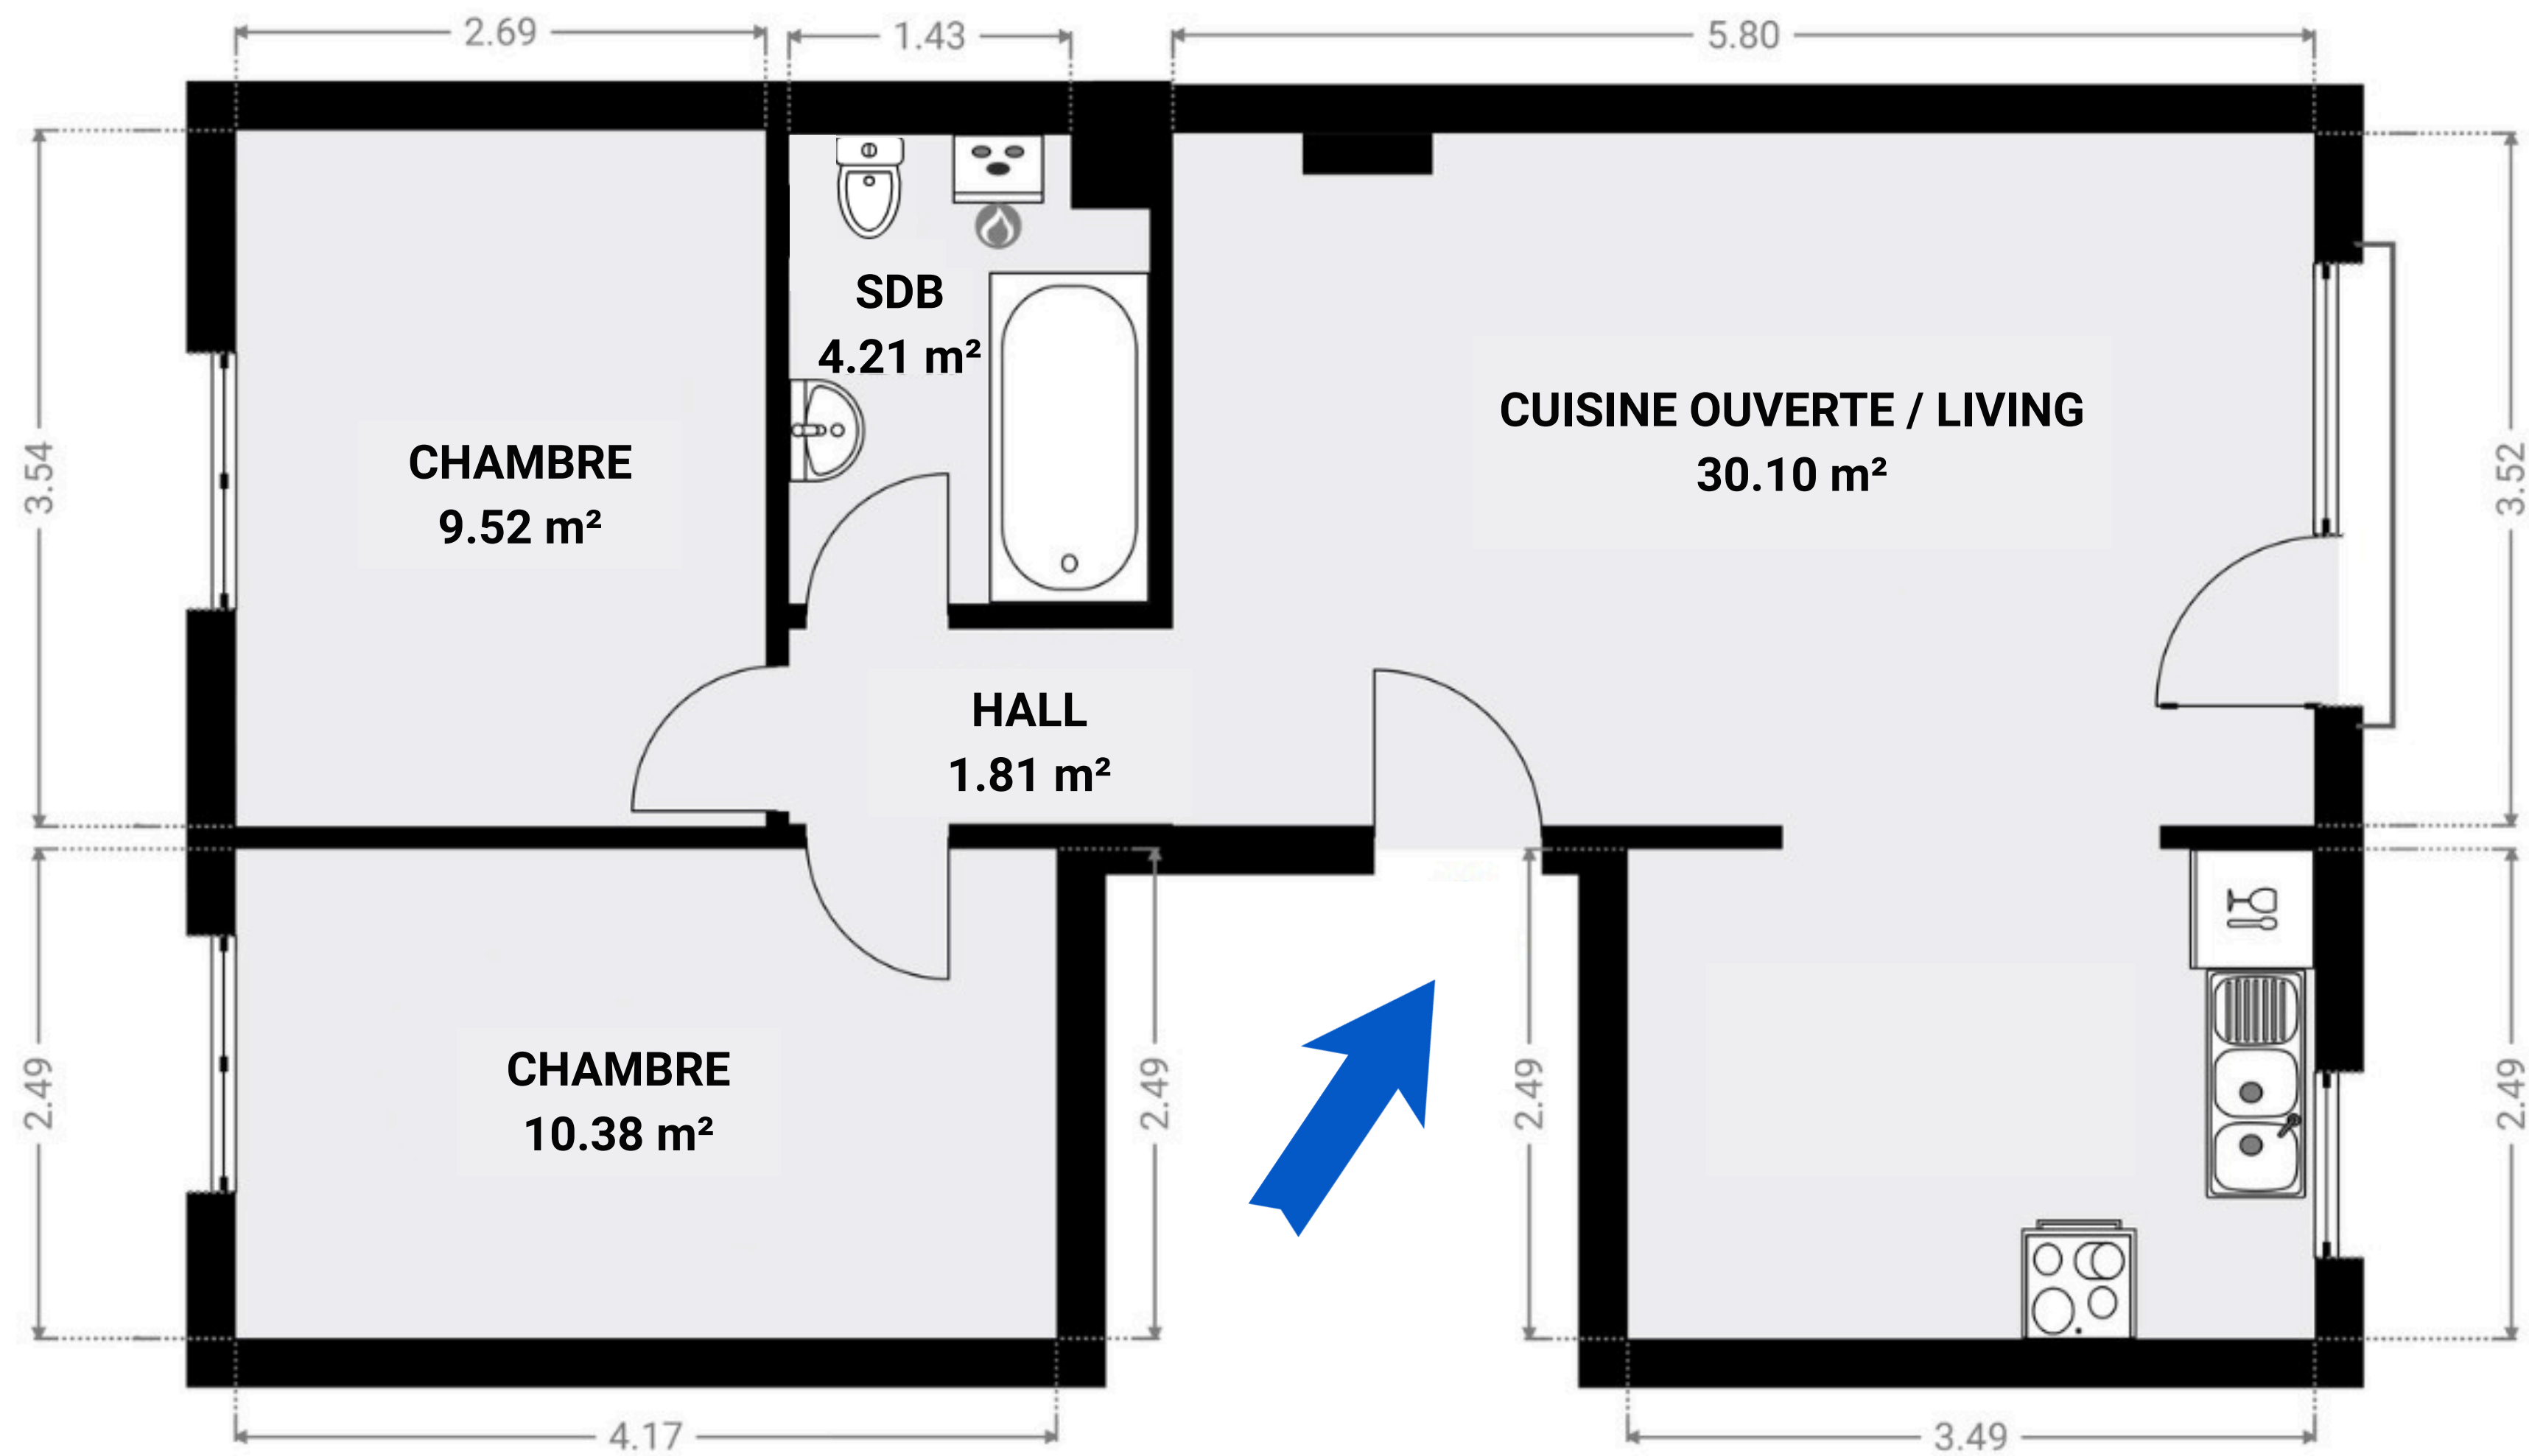 2.69
1.43
5.80
3.54
3.52
SDB
4.21 m²
CHAMBRE
9.52 m²
CUISINE OUVERTE / LIVING
30.10 m²
HALL
1.81 m²
2.49
CHAMBRE
10.38 m²
2.49
2.49
2.49
4.17
3.49